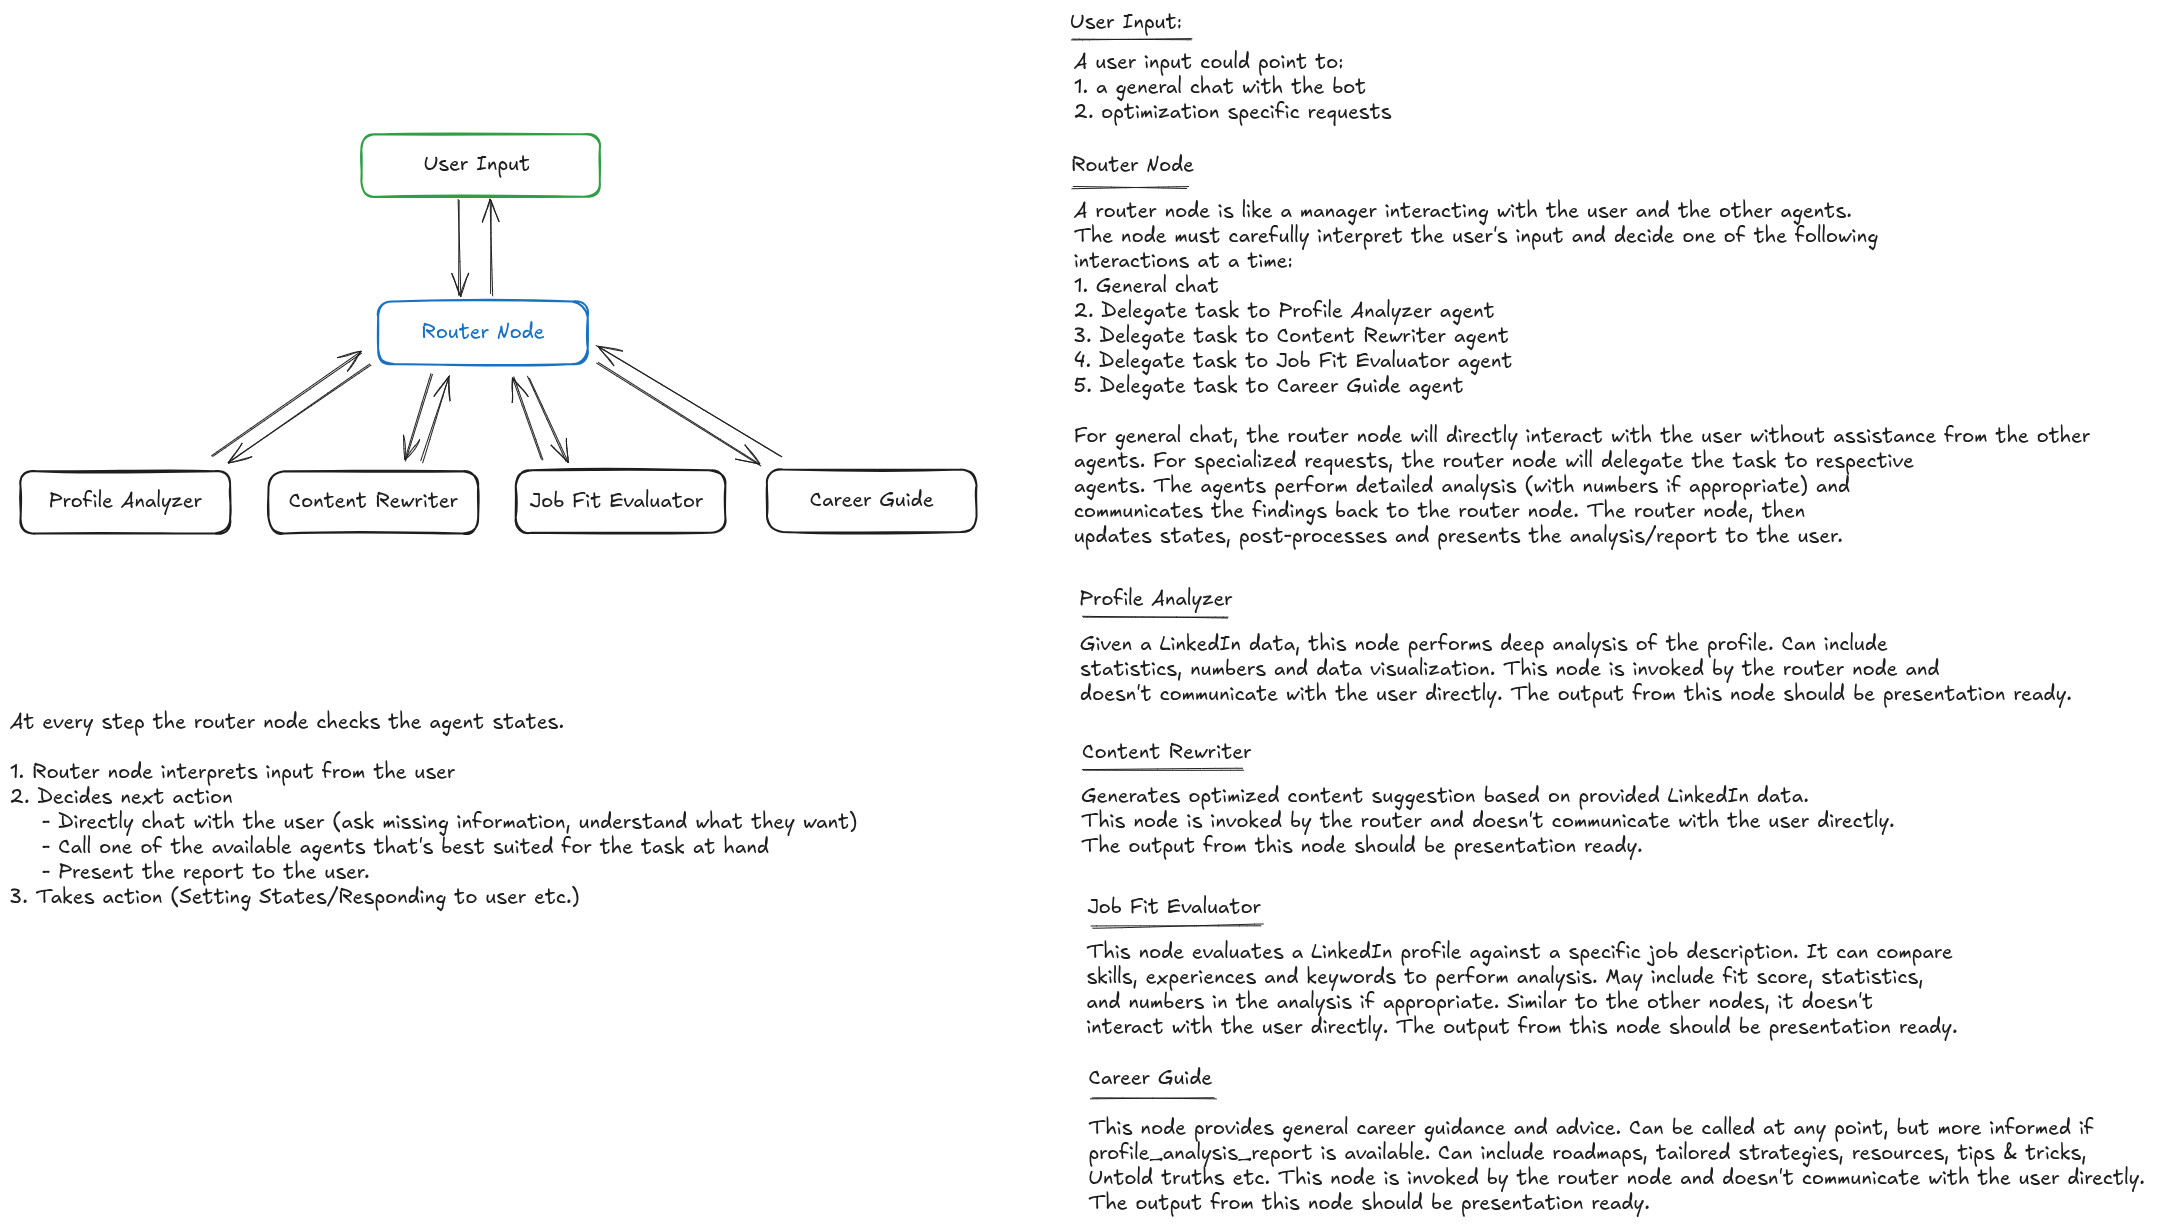 User Input
Router Node
Profile Analyzer
Content Rewriter
Job Fit Evaluator
Career Guide
At every step the router node checks the agent states.
1. Router node interprets input from the user
2. Decides next action
- Directly chat with the user (ask missing information, understand what they want)
- Call one of the available agents that's best suited for the task at hand
- Present the report to the user.
3. Takes action (Setting States/Responding to user etc.)
User Input:
A user input could point to:
1. a general chat with the bot
2. optimization specific requests
Router Node
A router node is like a manager interacting with the user and the other agents.
The node must carefully interpret the user's input and decide one of the following
interactions at a time:
1. General chat
2. Delegate task to Profile Analyzer agent
3. Delegate task to Content Rewriter agent
4. Delegate task to Job Fit Evaluator agent
5. Delegate task to Career Guide agent
For general chat, the router node will directly interact with the user without assistance from the other
agents. For specialized requests, the router node will delegate the task to respective
agents. The agents perform detailed analysis (with numbers if appropriate) and
communicates the findings back to the router node. The router node, then
updates states, post-processes and presents the analysis/report to the user.
Profile Analyzer
Given a LinkedIn data, this node performs deep analysis of the profile. Can include
statistics, numbers and data visualization. This node is invoked by the router node and
doesn't communicate with the user directly. The output from this node should be presentation ready.
Content Rewriter
Generates optimized content suggestion based on provided LinkedIn data.
This node is invoked by the router and doesn't communicate with the user directly.
The output from this node should be presentation ready.
Job Fit Evaluator
This node evaluates a LinkedIn profile against a specific job description. It can compare
skills, experiences and keywords to perform analysis. May include fit score, statistics,
and numbers in the analysis if appropriate. Similar to the other nodes, it doesn't
interact with the user directly. The output from this node should be presentation ready.
Career Guide
This node provides general career guidance and advice. Can be called at any point, but more informed if
profile_analysis_report is available. Can include roadmaps, tailored strategies, resources, tips & tricks,
Untold truths etc. This node is invoked by the router node and doesn't communicate with the user directly.
The output from this node should be presentation ready.